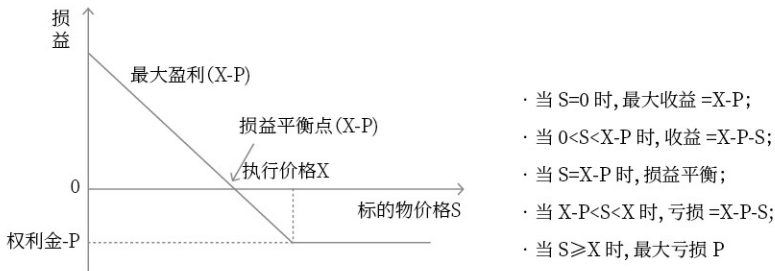 损
益
最大盈利(X-P)
损益平衡点(X-P)
执行价格X
0
标的物价格S
权利金-P
· 当 S=0 时, 最大收益 =X-P;
· 当 0<S<X-P 时, 收益 =X-P-S;
· 当 S=X-P 时, 损益平衡;
· 当 X-P<S<X 时, 亏损 =X-P-S;
· 当 S≥X 时, 最大亏损 P